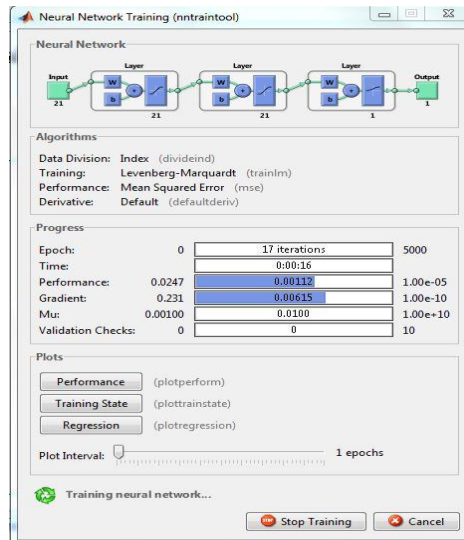 Neural Network Training (nntraintool)
Neural Network
Layer Layer Layer
Input Output
W W W
b b b
+ + +
21 21 21 1 1
Algorithms
Data Division: Index (divideind)
Training: Levenberg-Marquardt (trainlm)
Performance: Mean Squared Error (mse)
Derivative: Default (defaultderiv)
Progress
Epoch: 0 17 iterations 5000
Time: 0:00:16
Performance: 0.0247 0.00112 1.00e-05
Gradient: 0.231 0.00615 1.00e-10
Mu: 0.00100 0.0100 1.00e+10
Validation Checks: 0 0 10
Plots
Performance (plotperform)
Training State (plottrainstate)
Regression (plotregression)
Plot Interval: 1 epochs
Training neural network...
Stop Training Cancel